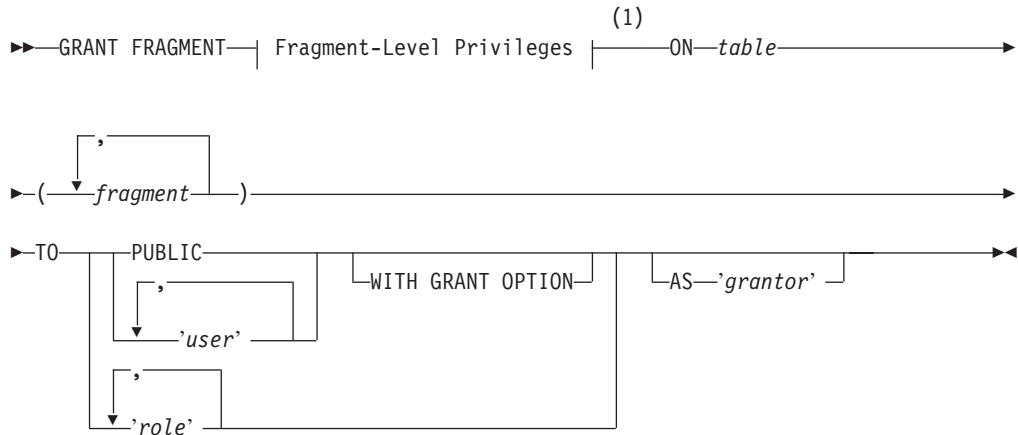 (1)
GRANT FRAGMENT Fragment-Level Privileges ON table
,
( fragment )
TO PUBLIC WITH GRANT OPTION AS 'grantor'
,
'user'
,
'role'